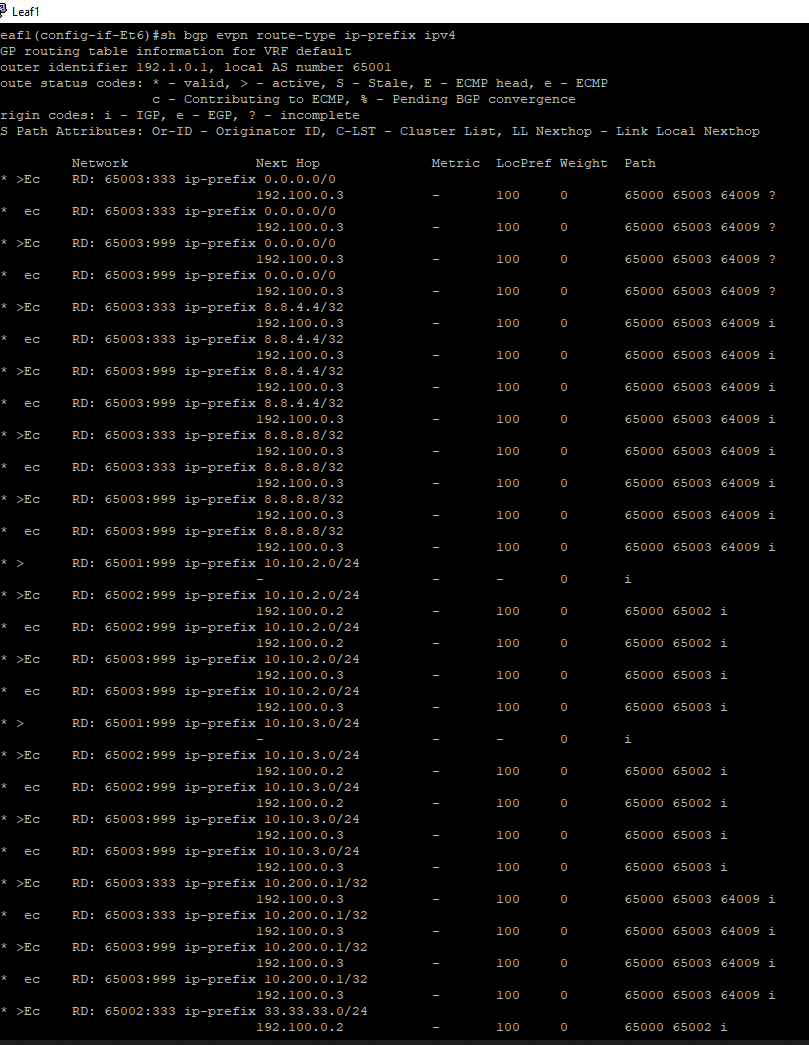 Leaf1
eaf1(config-if-Et6)#sh bgp evpn route-type ip-prefix ipv4
GP routing table information for VRF default
outer identifier 192.1.0.1, local AS number 65001
oute status codes: * - valid, > - active, S - Stale, E - ECMP head, e - ECMP
c - Contributing to ECMP, % - Pending BGP convergence
rigin codes: i - IGP, e - EGP, ? - incomplete
S Path Attributes: Or-ID - Originator ID, C-LST - Cluster List, LL Nexthop - Link Local Nexthop
Network Next Hop Metric LocPref Weight Path
* >Ec RD: 65003:333 ip-prefix 0.0.0.0/0
192.100.0.3 - 100 0 65000 65003 64009 ?
* ec RD: 65003:333 ip-prefix 0.0.0.0/0
192.100.0.3 - 100 0 65000 65003 64009 ?
* >Ec RD: 65003:999 ip-prefix 0.0.0.0/0
192.100.0.3 - 100 0 65000 65003 64009 ?
* ec RD: 65003:999 ip-prefix 0.0.0.0/0
192.100.0.3 - 100 0 65000 65003 64009 ?
* >Ec RD: 65003:333 ip-prefix 8.8.4.4/32
192.100.0.3 - 100 0 65000 65003 64009 i
* ec RD: 65003:333 ip-prefix 8.8.4.4/32
192.100.0.3 - 100 0 65000 65003 64009 i
* >Ec RD: 65003:999 ip-prefix 8.8.4.4/32
192.100.0.3 - 100 0 65000 65003 64009 i
* ec RD: 65003:999 ip-prefix 8.8.4.4/32
192.100.0.3 - 100 0 65000 65003 64009 i
* >Ec RD: 65003:333 ip-prefix 8.8.8.8/32
192.100.0.3 - 100 0 65000 65003 64009 i
* ec RD: 65003:333 ip-prefix 8.8.8.8/32
192.100.0.3 - 100 0 65000 65003 64009 i
* >Ec RD: 65003:999 ip-prefix 8.8.8.8/32
192.100.0.3 - 100 0 65000 65003 64009 i
* ec RD: 65003:999 ip-prefix 8.8.8.8/32
192.100.0.3 - 100 0 65000 65003 64009 i
* > RD: 65001:999 ip-prefix 10.10.2.0/24
- - - 0 i
* >Ec RD: 65002:999 ip-prefix 10.10.2.0/24
192.100.0.2 - 100 0 65000 65002 i
* ec RD: 65002:999 ip-prefix 10.10.2.0/24
192.100.0.2 - 100 0 65000 65002 i
* >Ec RD: 65003:999 ip-prefix 10.10.2.0/24
192.100.0.3 - 100 0 65000 65003 i
* ec RD: 65003:999 ip-prefix 10.10.2.0/24
192.100.0.3 - 100 0 65000 65003 i
* > RD: 65001:999 ip-prefix 10.10.3.0/24
- - - 0 i
* >Ec RD: 65002:999 ip-prefix 10.10.3.0/24
192.100.0.2 - 100 0 65000 65002 i
* ec RD: 65002:999 ip-prefix 10.10.3.0/24
192.100.0.2 - 100 0 65000 65002 i
* >Ec RD: 65003:999 ip-prefix 10.10.3.0/24
192.100.0.3 - 100 0 65000 65003 i
* ec RD: 65003:999 ip-prefix 10.10.3.0/24
192.100.0.3 - 100 0 65000 65003 i
* >Ec RD: 65003:333 ip-prefix 10.200.0.1/32
192.100.0.3 - 100 0 65000 65003 64009 i
* ec RD: 65003:333 ip-prefix 10.200.0.1/32
192.100.0.3 - 100 0 65000 65003 64009 i
* >Ec RD: 65003:999 ip-prefix 10.200.0.1/32
192.100.0.3 - 100 0 65000 65003 64009 i
* ec RD: 65003:999 ip-prefix 10.200.0.1/32
192.100.0.3 - 100 0 65000 65003 64009 i
* >Ec RD: 65002:333 ip-prefix 33.33.33.0/24
192.100.0.2 - 100 0 65000 65002 i